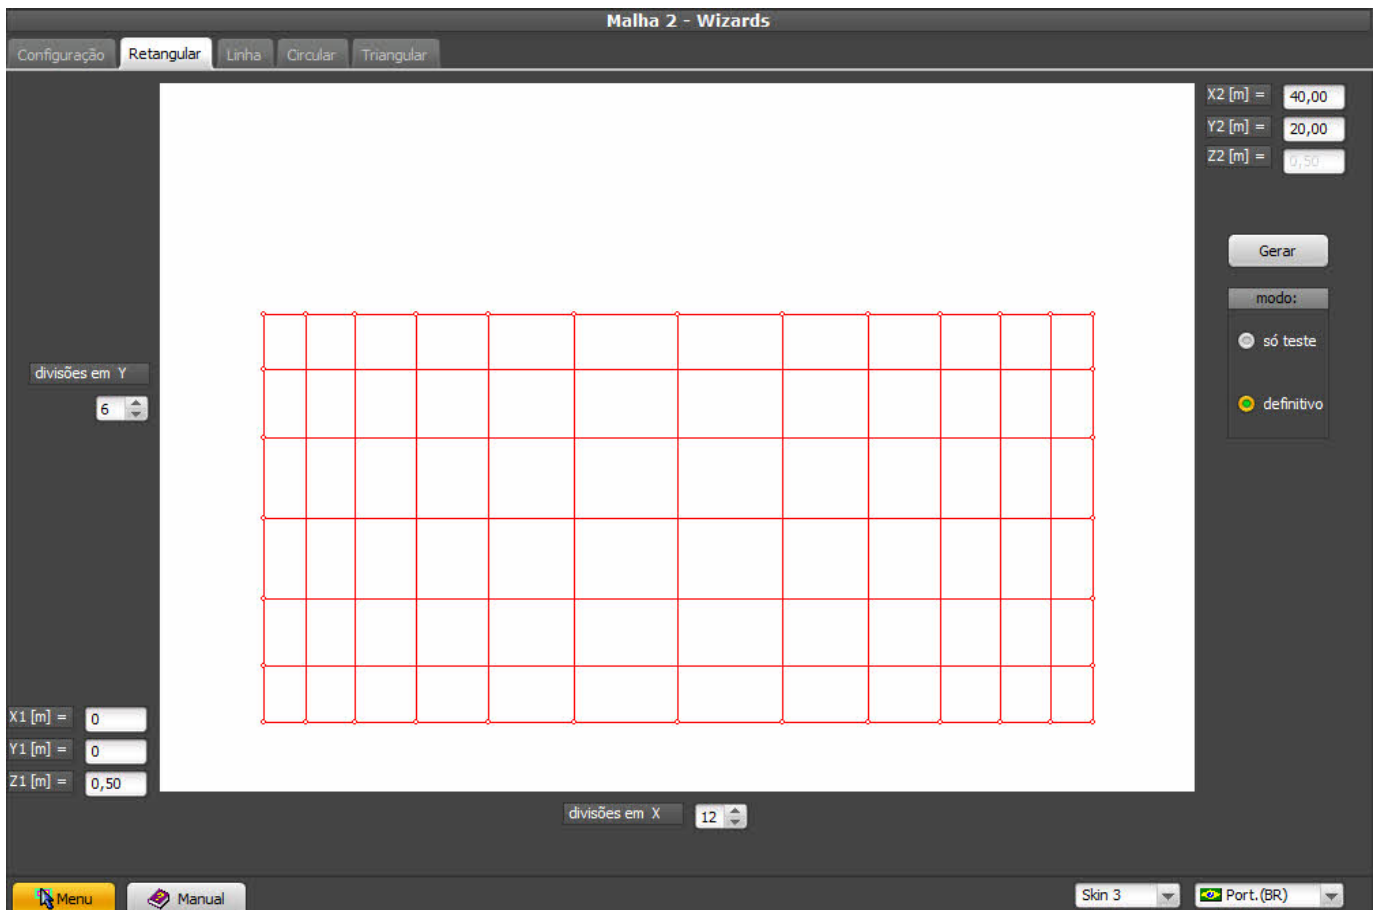 Malha 2 - Wizards
Configuração Retangular Linha Circular Triangular
X2 [m] = 40,00
Y2 [m] = 20,00
Z2 [m] = 0,50
Gerar
modo:
só teste
definitivo
divisões em Y
6
X1 [m] = 0
Y1 [m] = 0
Z1 [m] = 0,50
divisões em X 12
Menu Manual Skin 3 Port.(BR)